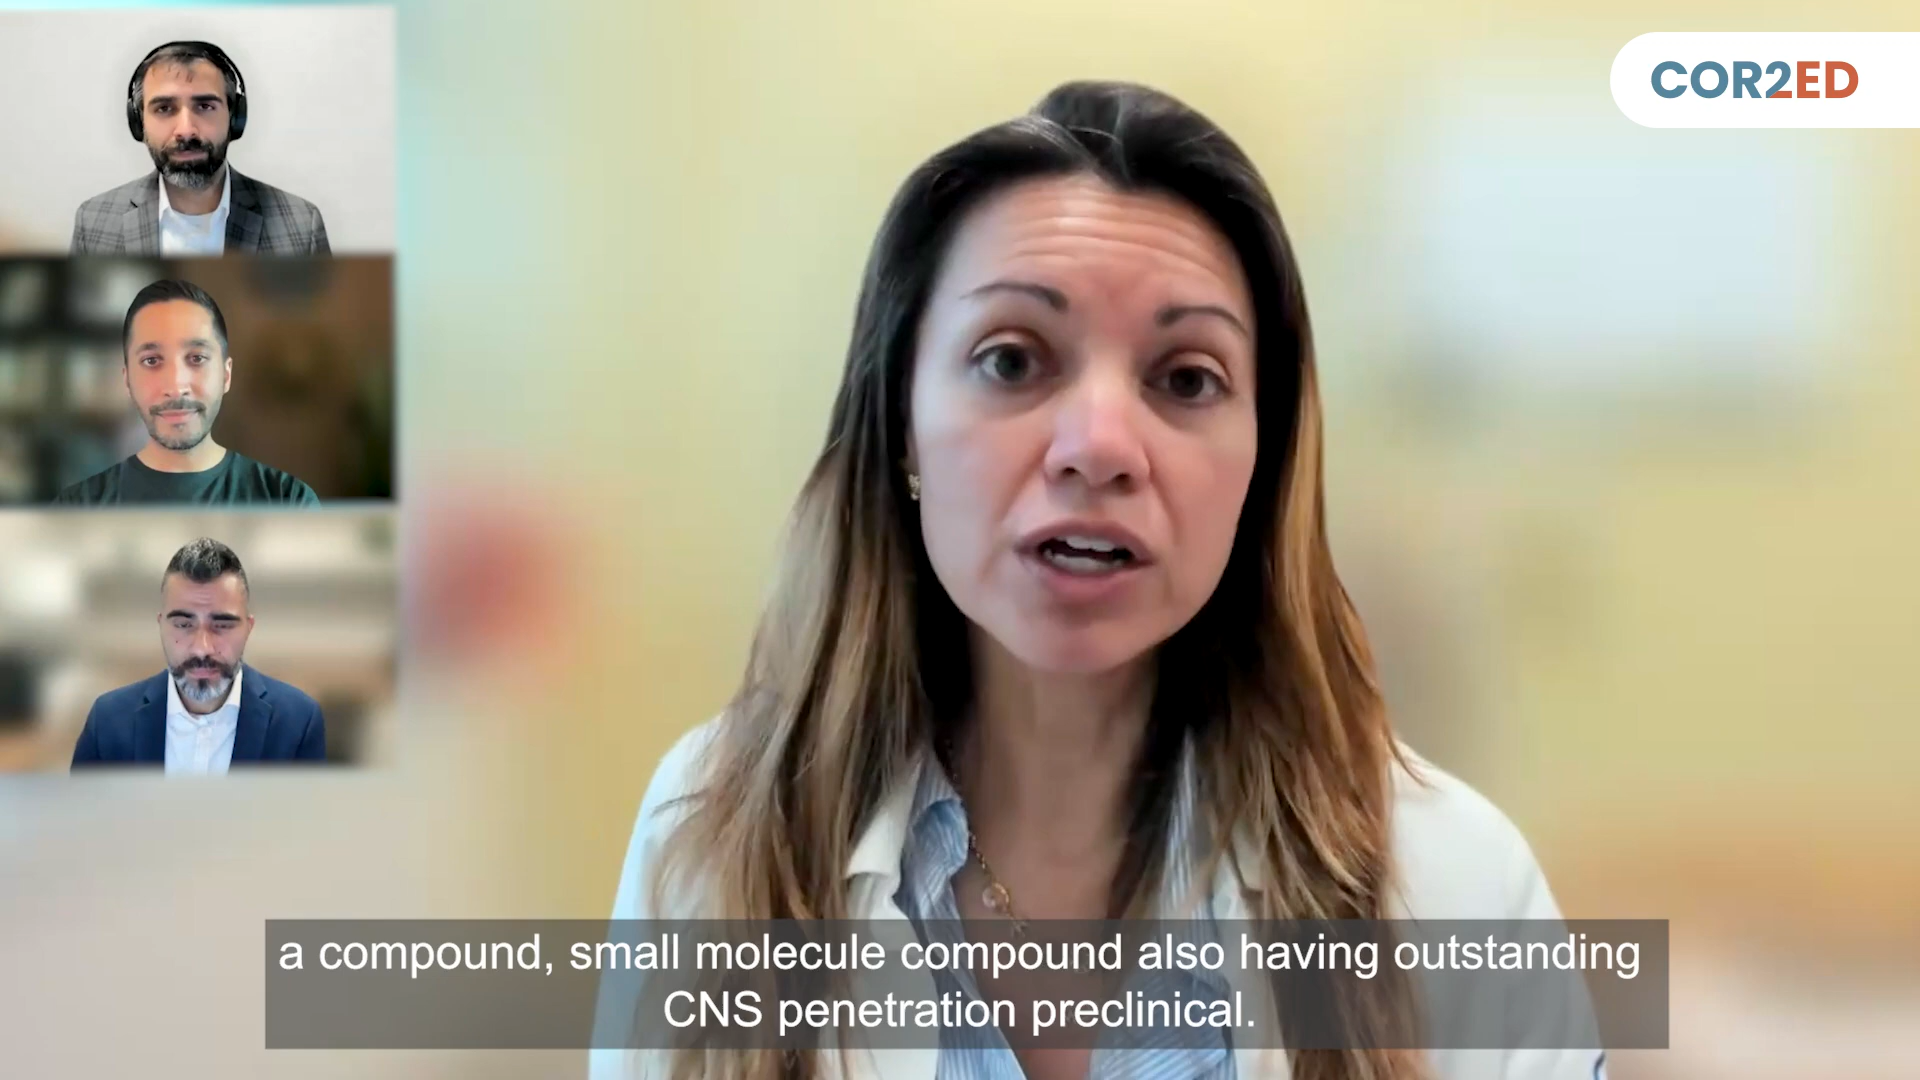 COR2ED
a compound, small molecule compound also having outstanding
CNS penetration preclinical.